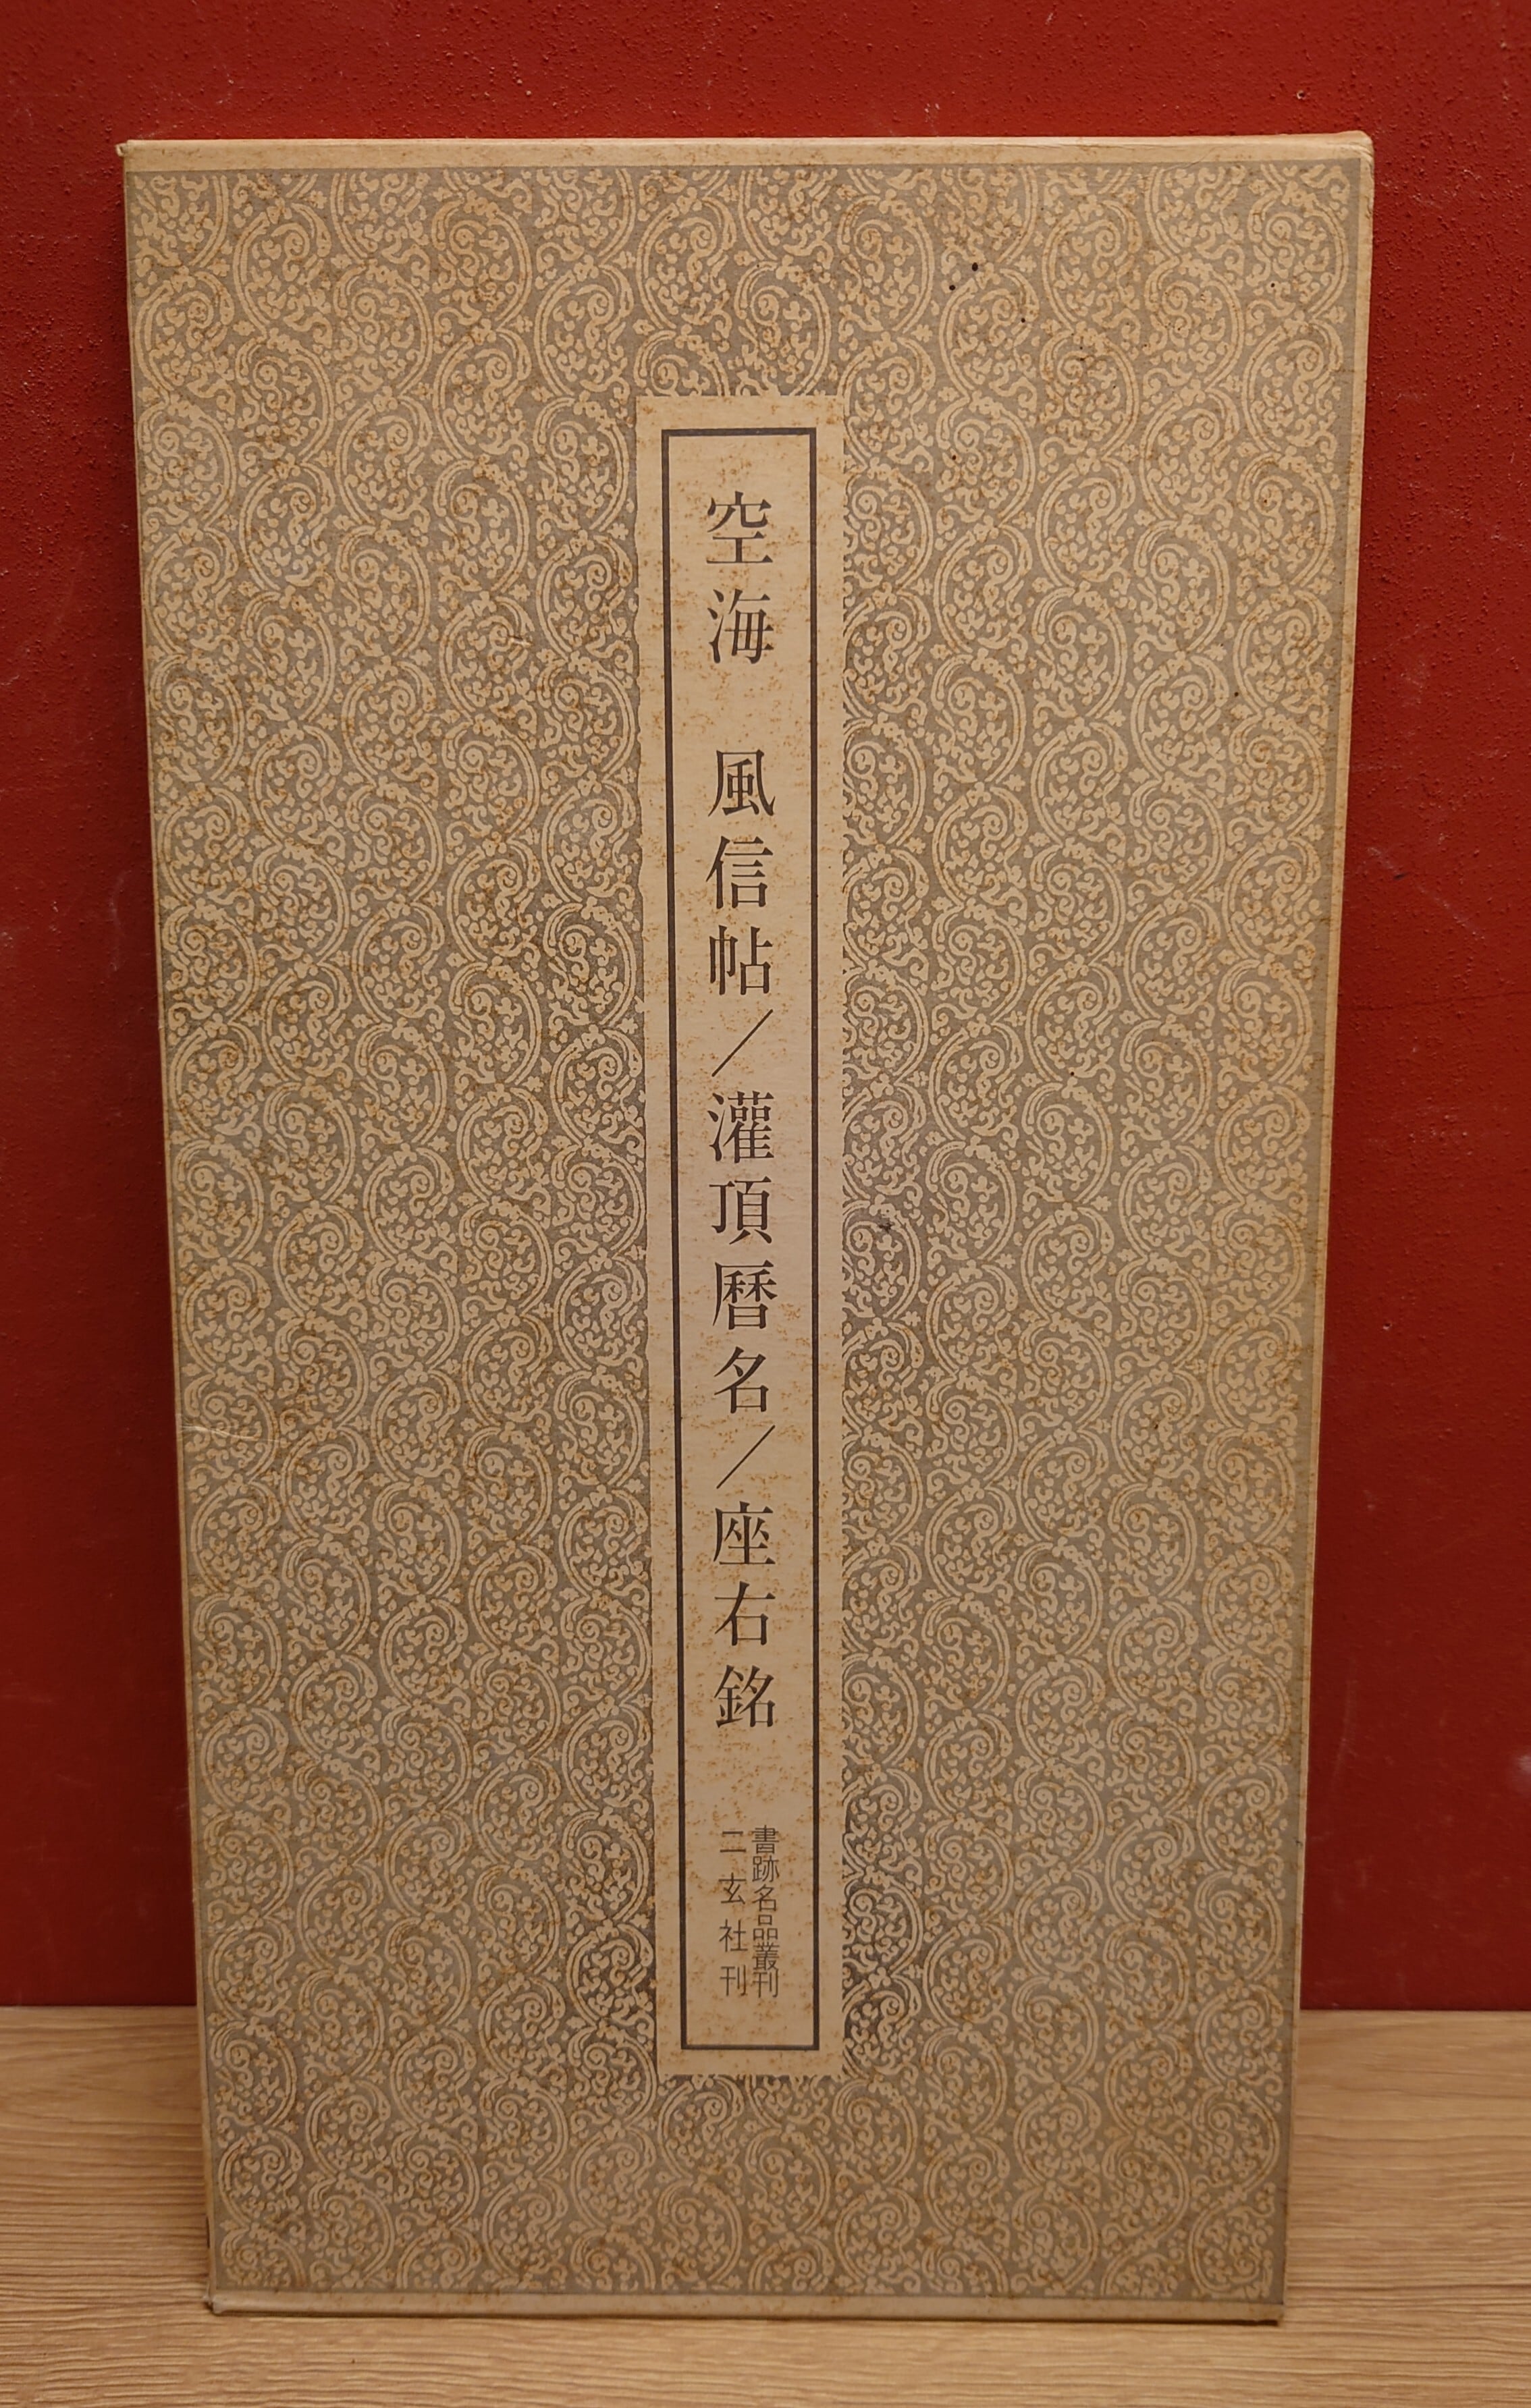 空海　風信帖／灌頂暦名／座右銘
書跡名品叢刊
二玄社刊